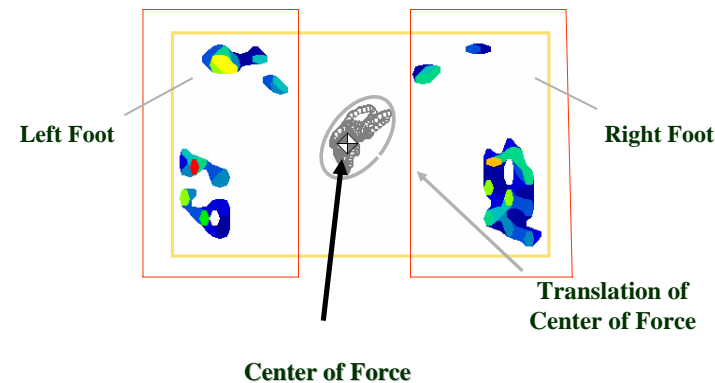 Left Foot
Right Foot
Translation of
Center of Force
Center of Force